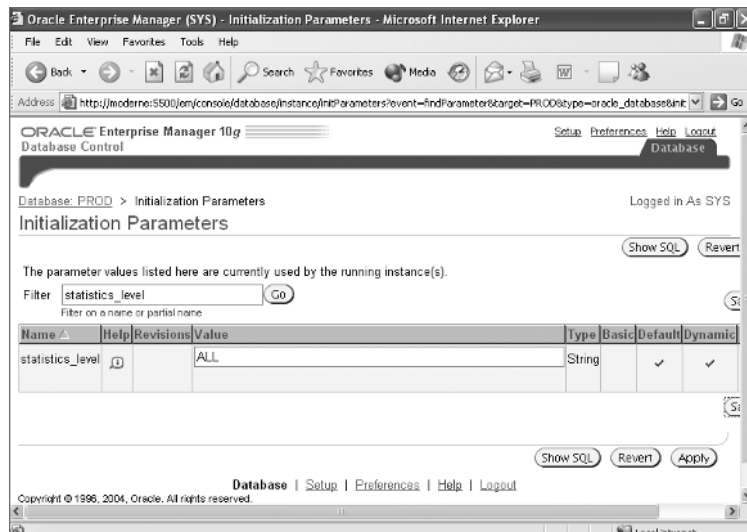 Oracle Enterprise Manager (SYS) - Initialization Parameters - Microsoft Internet Explorer
File Edit View Favorites Tools Help
Back Search Favorites Media
Address http://moderne:5500/em/console/database/instance/initParameters?event=findParameter&target=PROD&type=oracle_database&init Go
ORACLE Enterprise Manager 10g
Database Control
Setup Preferences Help Logout
Database
Database: PROD > Initialization Parameters
Logged in As SYS
Initialization Parameters
Show SQL Revert
The parameter values listed here are currently used by the running instance(s).
Filter statistics_level Go
Filter on a name or partial name
Name Help Revisions Value Type Basic Default Dynamic
statistics_level ALL String
Show SQL Revert Apply
Database | Setup | Preferences | Help | Logout
Copyright © 1996, 2004, Oracle. All rights reserved.